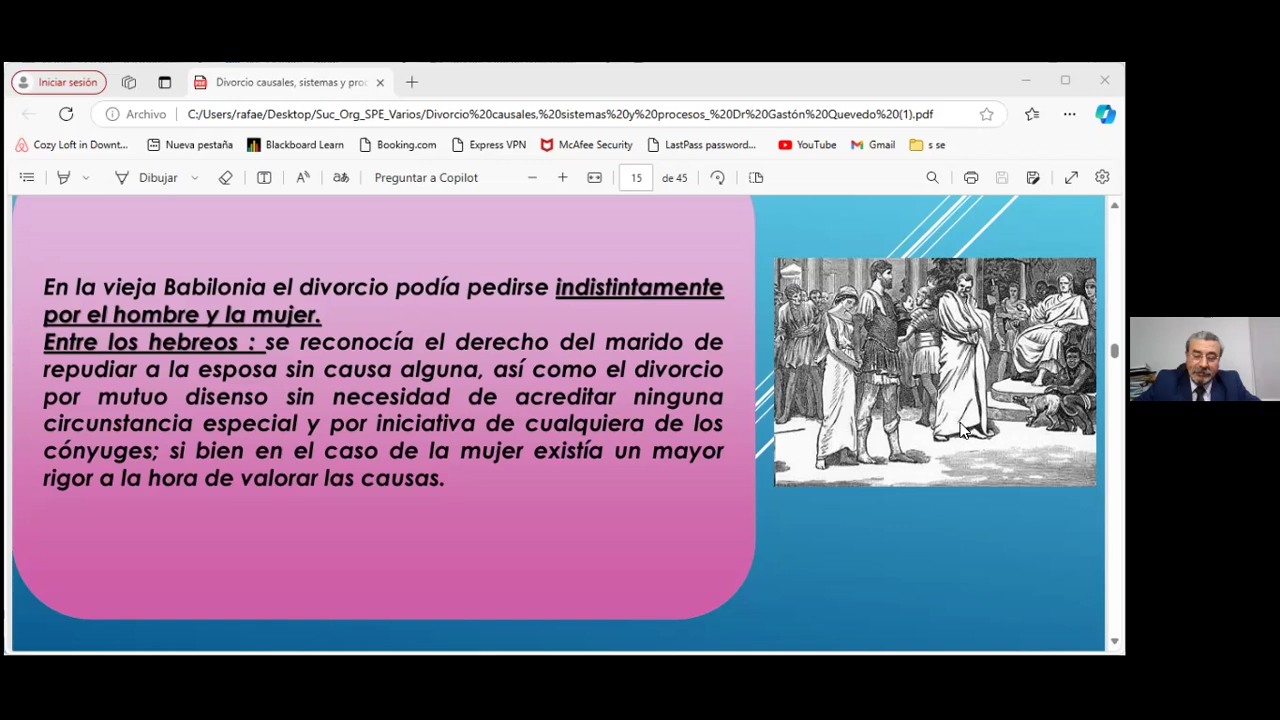 Iniciar sesión
Divorcio causales, sistemas y proc
Archivo C:/Users/rafae/Desktop/Suc_Org_SPE_Varios/Divorcio%20causales,%20sistemas%20y%20procesos_%20Dr%20Gastón%20Quevedo%20(1).pdf
Cozy Loft in Downt... Nueva pestaña Blackboard Learn Booking.com Express VPN McAfee Security LastPass password... YouTube Gmail s se
Dibujar Preguntar a Copilot 15 de 45
En la vieja Babilonia el divorcio podía pedirse indistintamente
por el hombre y la mujer.
Entre los hebreos : se reconocía el derecho del marido de
repudiar a la esposa sin causa alguna, así como el divorcio
por mutuo disenso sin necesidad de acreditar ninguna
circunstancia especial y por iniciativa de cualquiera de los
cónyuges; si bien en el caso de la mujer existía un mayor
rigor a la hora de valorar las causas.